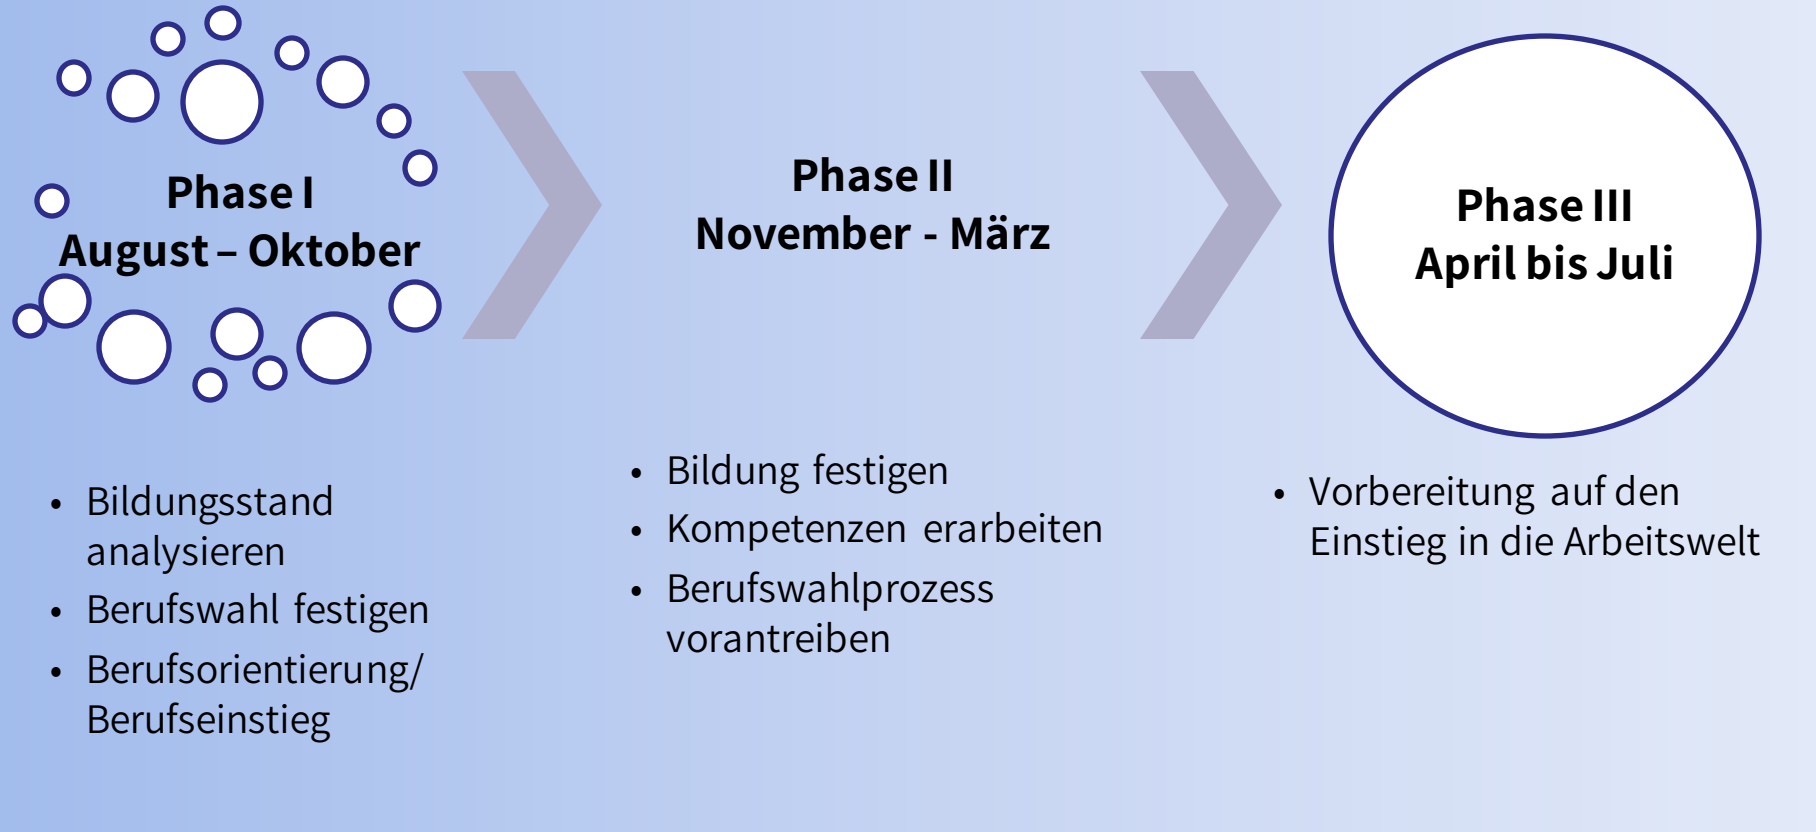 Phase I
August – Oktober
• Bildungsstand
analysieren
• Berufswahl festigen
• Berufsorientierung/
Berufseinstieg
Phase II
November - März
• Bildung festigen
• Kompetenzen erarbeiten
• Berufswahlprozess
vorantreiben
Phase III
April bis Juli
• Vorbereitung auf den
Einstieg in die Arbeitswelt